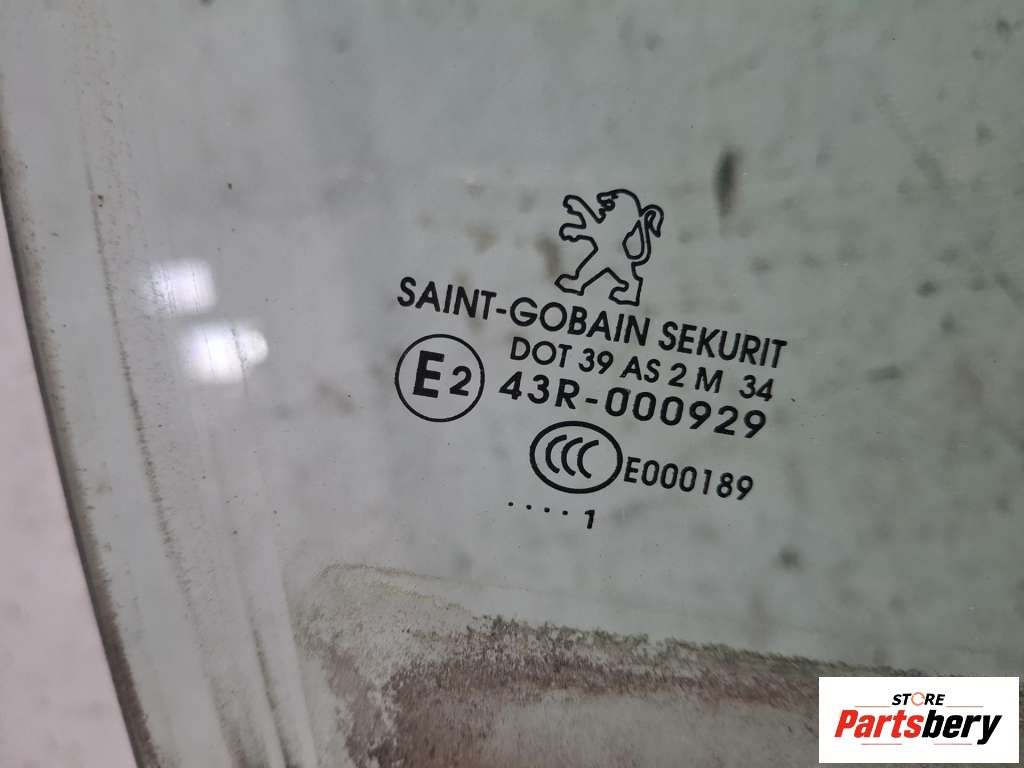 SAINT-GOBAIN SEKURIT
DOT 39 AS 2 M 34
E2 43R-000929
CCC E000189
.... 1
STORE
Partsbery